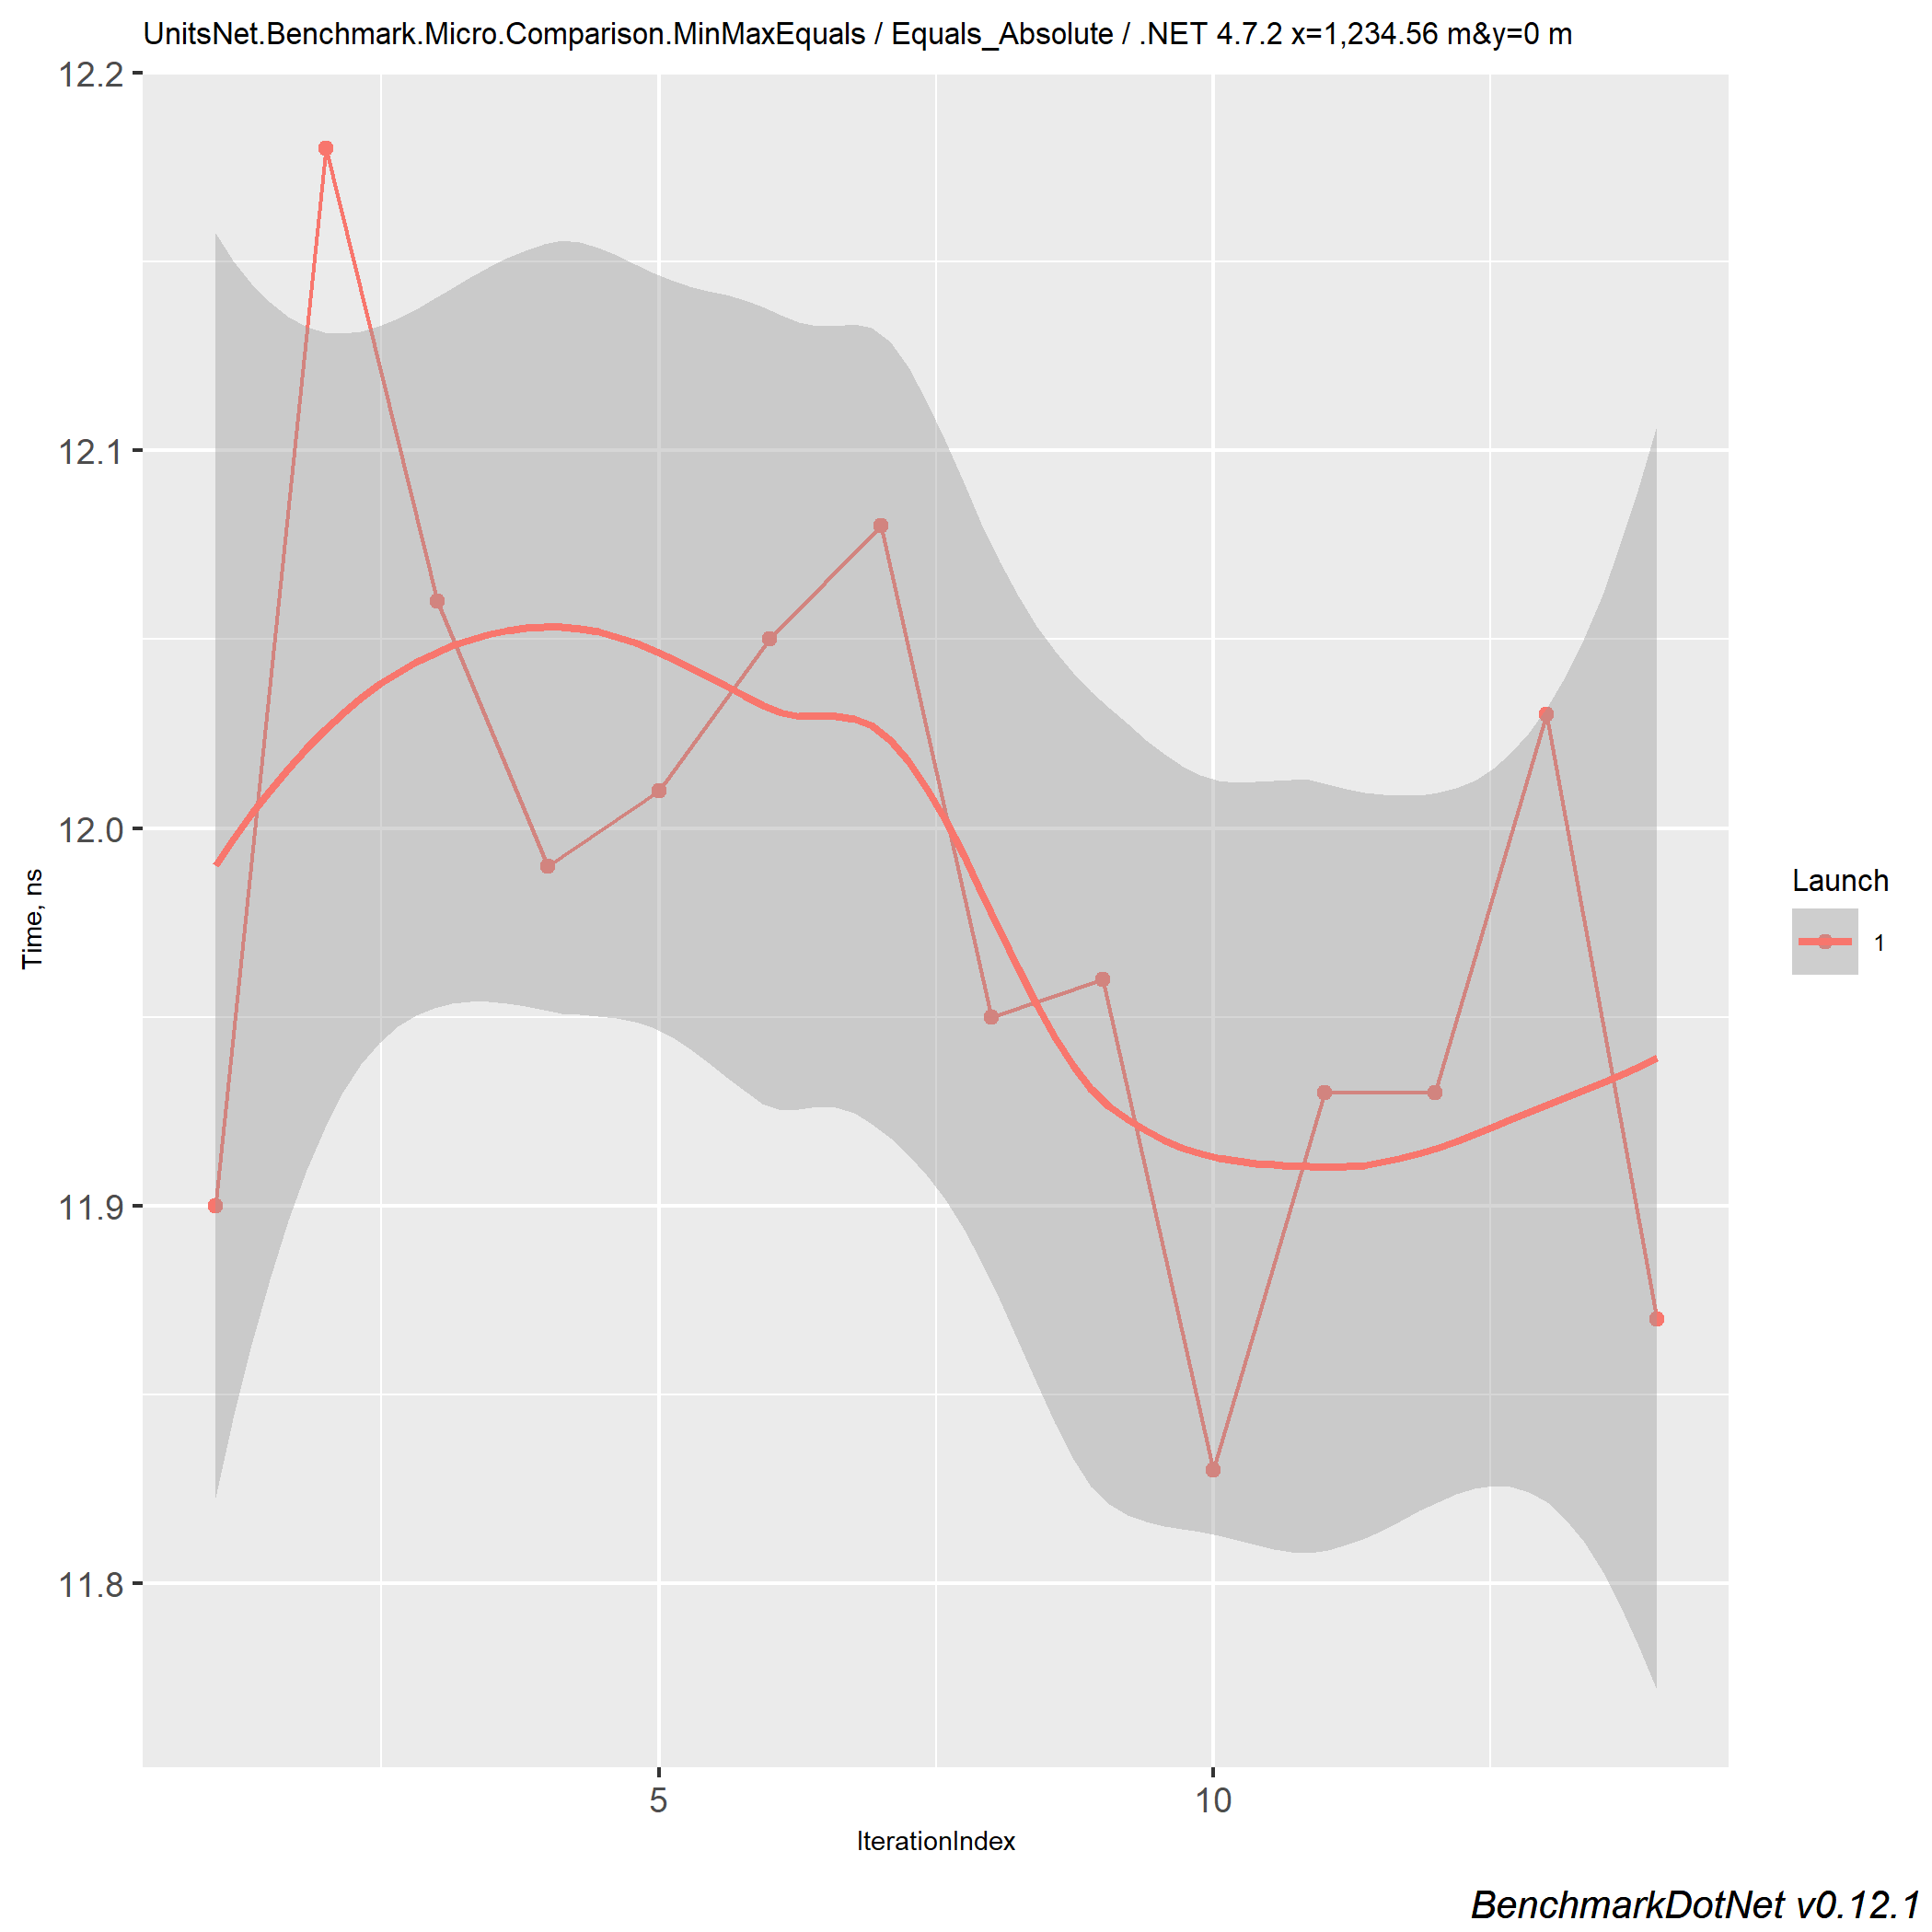 UnitsNet.Benchmark.Micro.Comparison.MinMaxEquals / Equals_Absolute / .NET 4.7.2 x=1,234.56 m&y=0 m
12.2
12.1
12.0
11.9
11.8
Time, ns
5
10
IterationIndex
Launch
1
BenchmarkDotNet v0.12.1